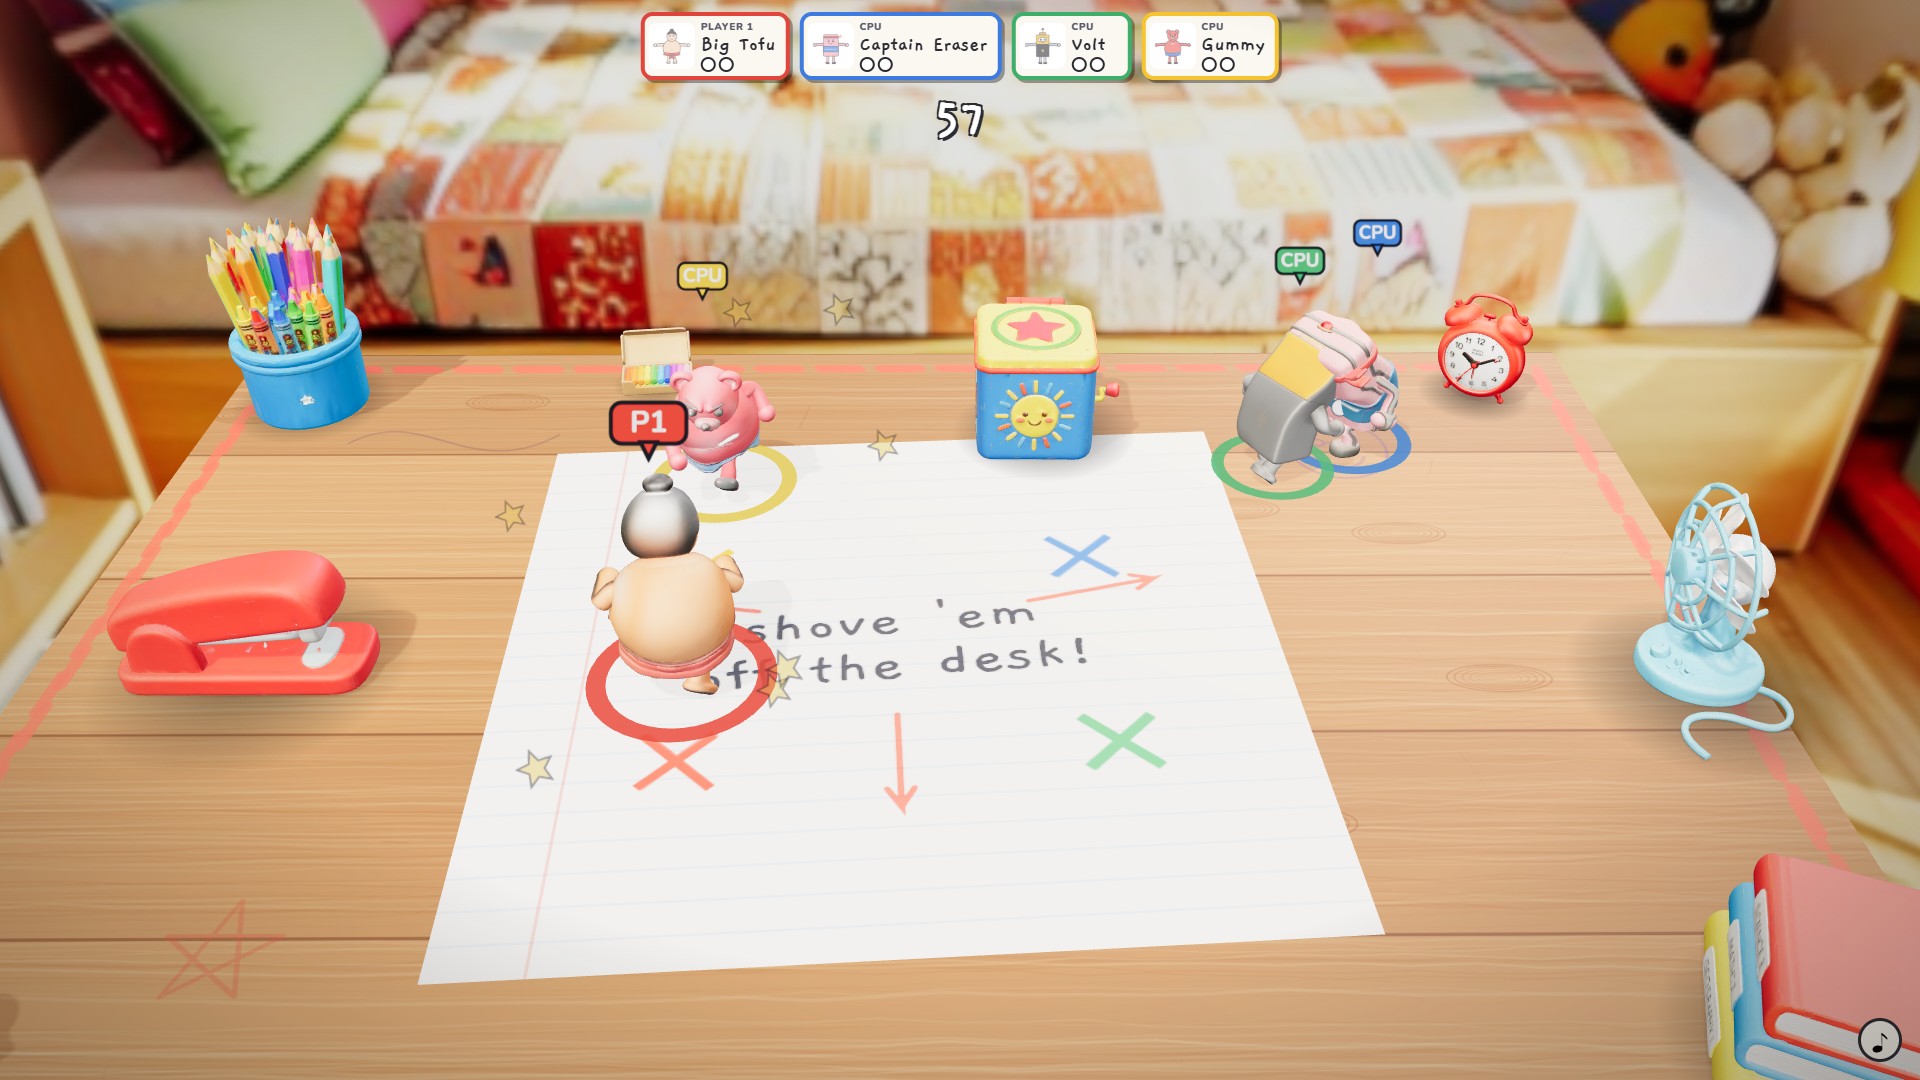 PLAYER 1
Big Tofu
CPU
Captain Eraser
CPU
Volt
CPU
Gummy
57
CPU
CPU
CPU
P1
shove 'em
off the desk!